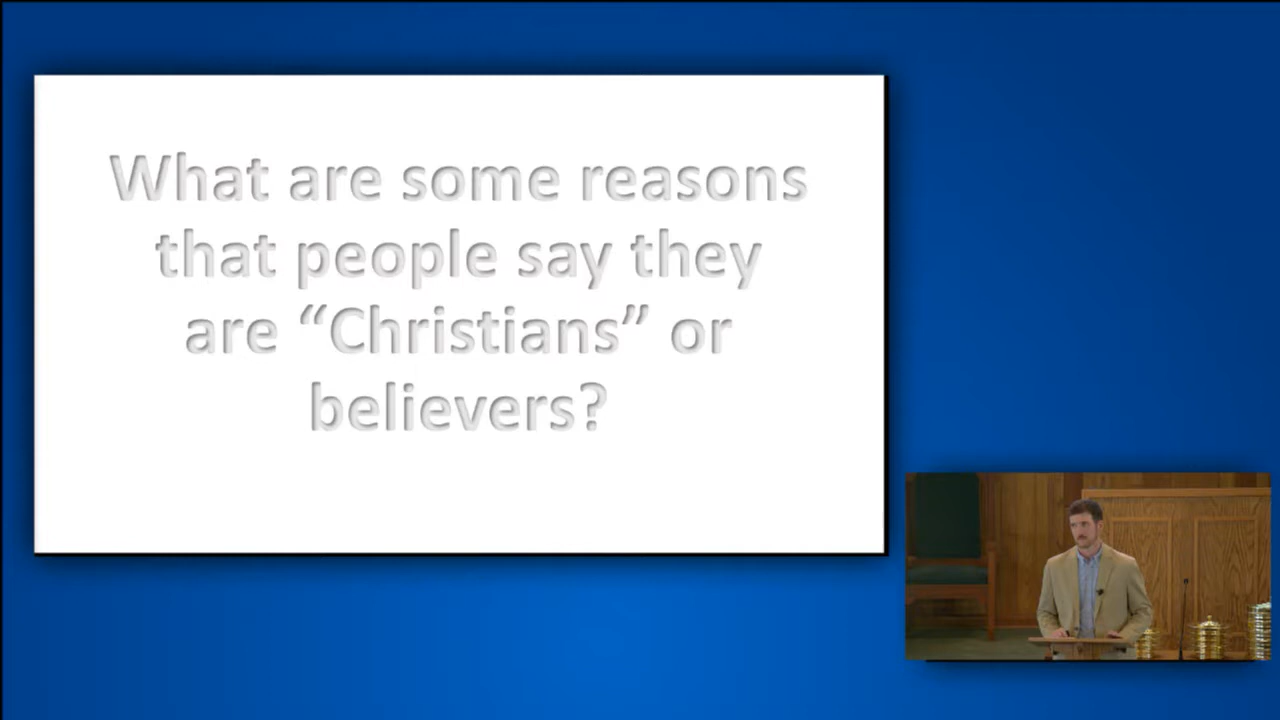 What are some reasons
that people say they
are “Christians” or
believers?